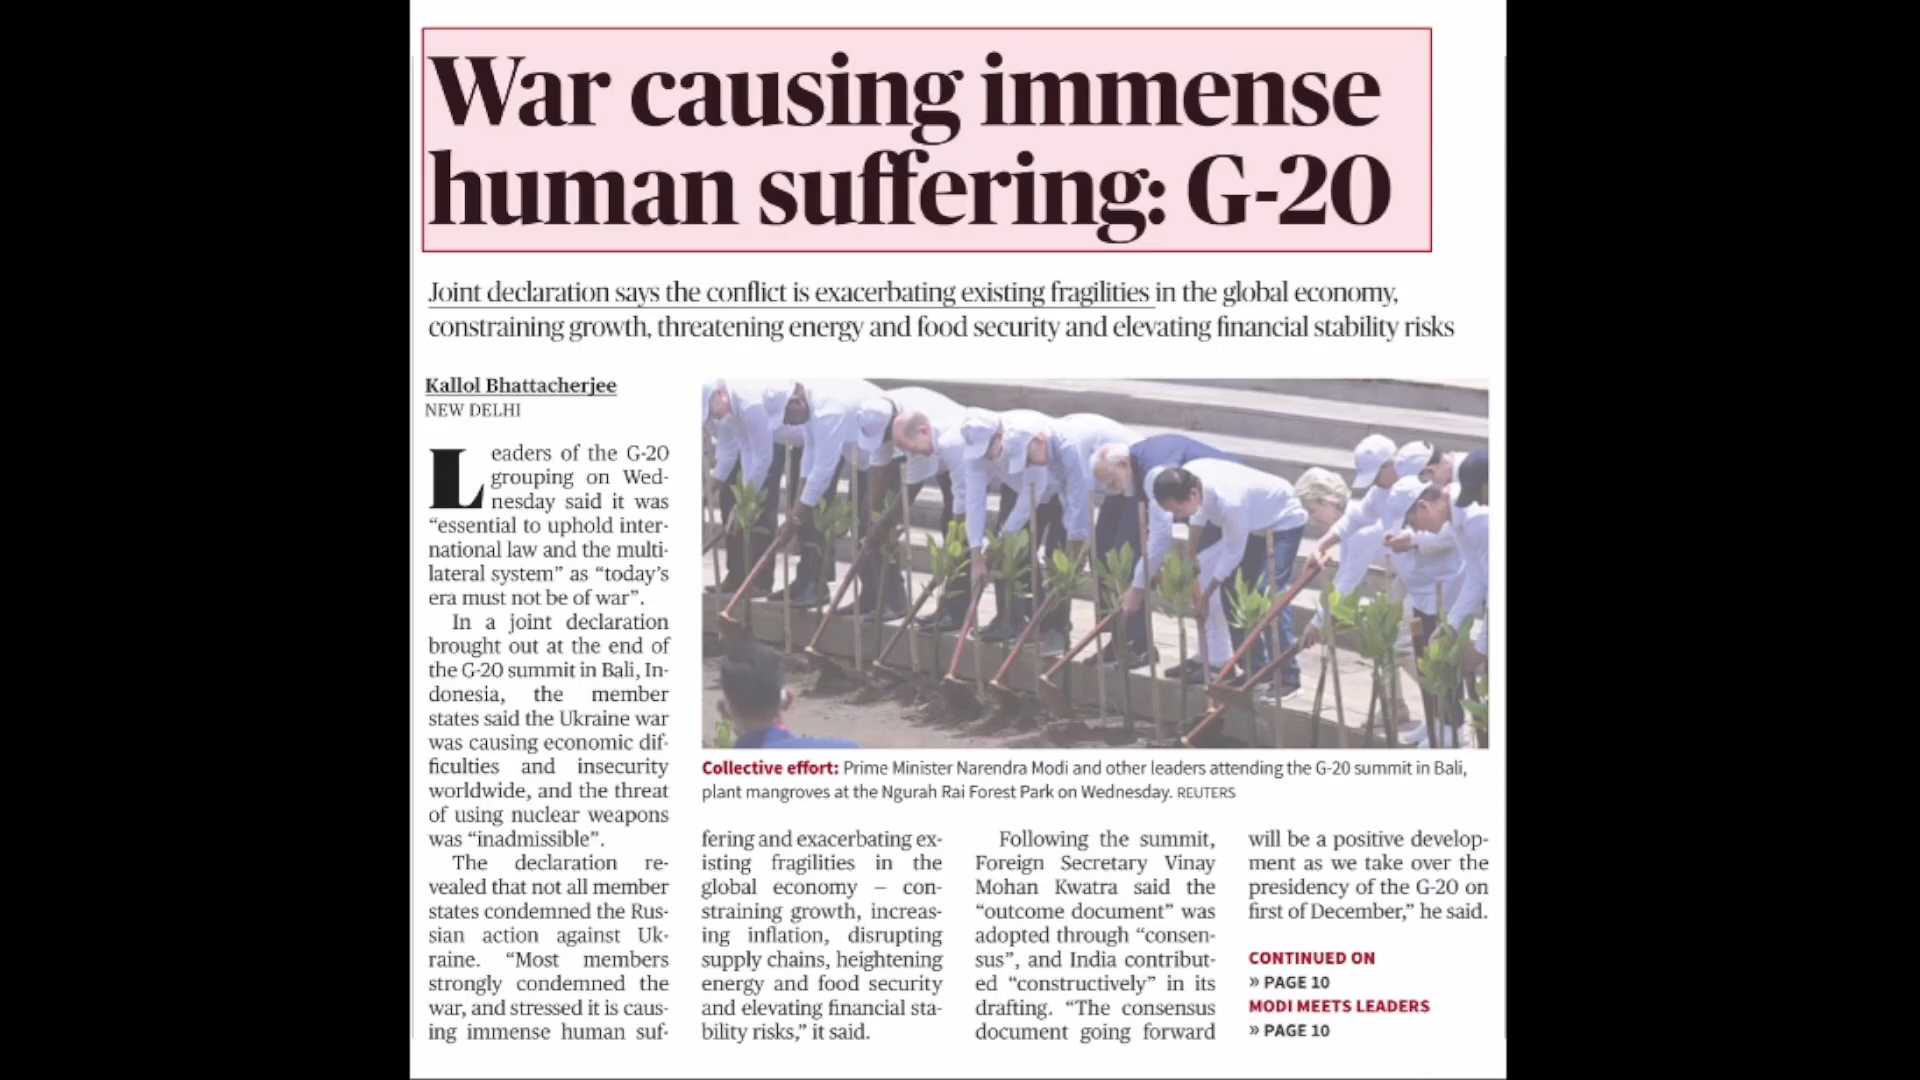 War causing immense
human suffering: G-20
Joint declaration says the conflict is exacerbating existing fragilities in the global economy,
constraining growth, threatening energy and food security and elevating financial stability risks
Kallol Bhattacherjee
NEW DELHI
Leaders of the G-20
grouping on Wed-
nesday said it was
“essential to uphold inter-
national law and the multi-
lateral system” as “today’s
era must not be of war”.
In a joint declaration
brought out at the end of
the G-20 summit in Bali, In-
donesia, the member
states said the Ukraine war
was causing economic dif-
ficulties and insecurity
worldwide, and the threat
of using nuclear weapons
was “inadmissible”.
The declaration re-
vealed that not all member
states condemned the Rus-
sian action against Uk-
raine. “Most members
strongly condemned the
war, and stressed it is caus-
ing immense human suf-
Collective effort: Prime Minister Narendra Modi and other leaders attending the G-20 summit in Bali,
plant mangroves at the Ngurah Rai Forest Park on Wednesday. REUTERS
fering and exacerbating ex-
isting fragilities in the
global economy – con-
straining growth, increas-
ing inflation, disrupting
supply chains, heightening
energy and food security
and elevating financial sta-
bility risks,” it said.
Following the summit,
Foreign Secretary Vinay
Mohan Kwatra said the
“outcome document” was
adopted through “consen-
sus”, and India contribut-
ed “constructively” in its
drafting. “The consensus
document going forward
will be a positive develop-
ment as we take over the
presidency of the G-20 on
first of December,” he said.
CONTINUED ON
» PAGE 10
MODI MEETS LEADERS
» PAGE 10